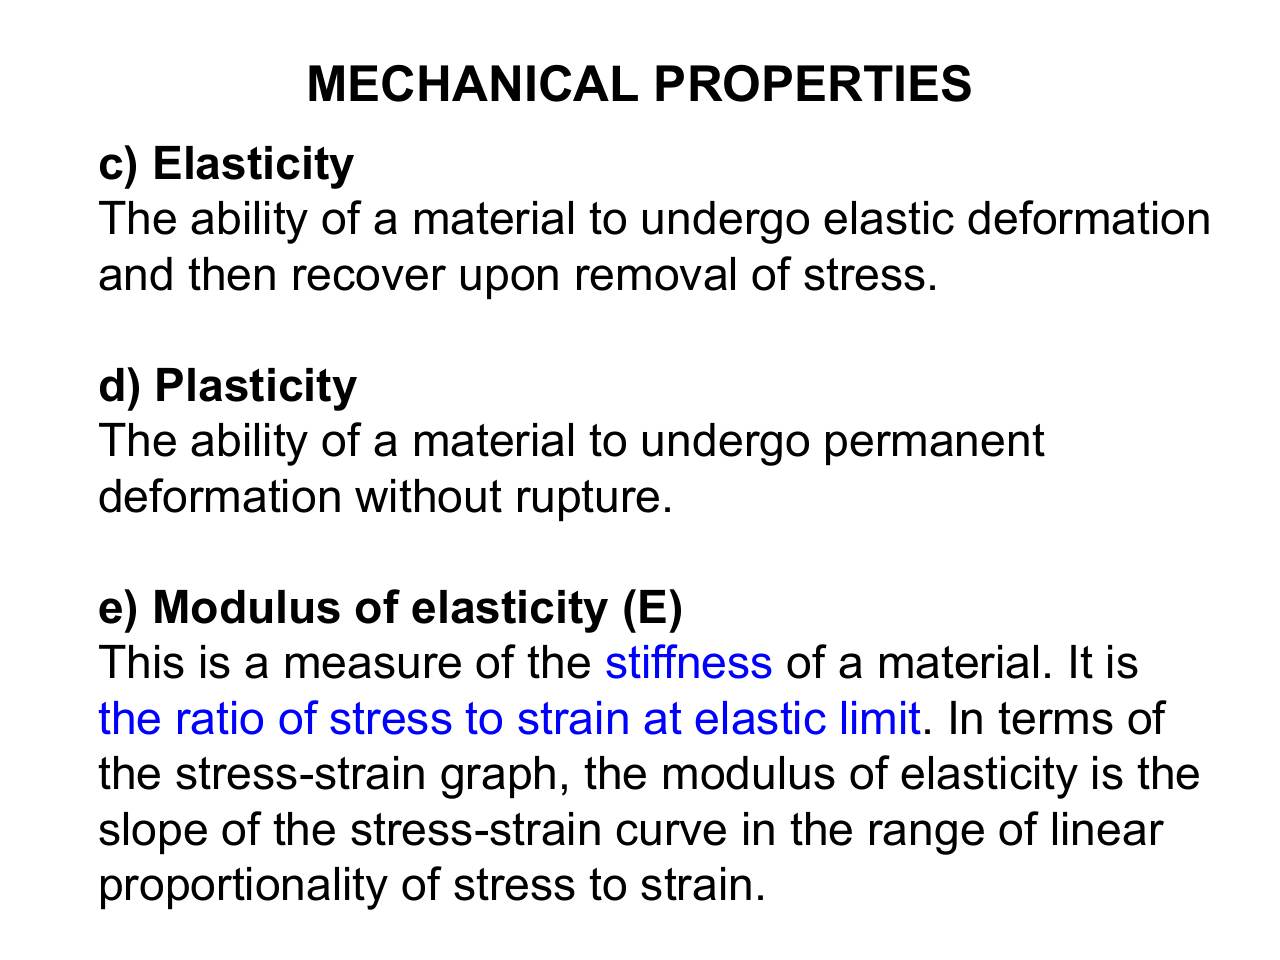 MECHANICAL PROPERTIES
c) Elasticity
The ability of a material to undergo elastic deformation
and then recover upon removal of stress.
d) Plasticity
The ability of a material to undergo permanent
deformation without rupture.
e) Modulus of elasticity (E)
This is a measure of the stiffness of a material. It is
the ratio of stress to strain at elastic limit. In terms of
the stress-strain graph, the modulus of elasticity is the
slope of the stress-strain curve in the range of linear
proportionality of stress to strain.